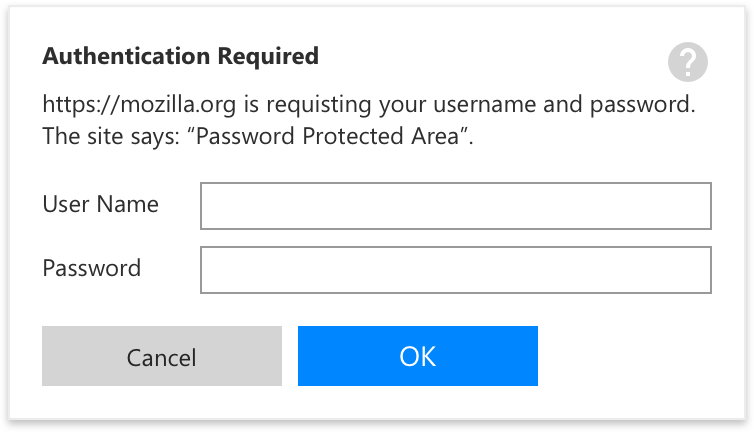 Authentication Required
?
https://mozilla.org is requisting your username and password.
The site says: “Password Protected Area”.
User Name
Password
Cancel
OK